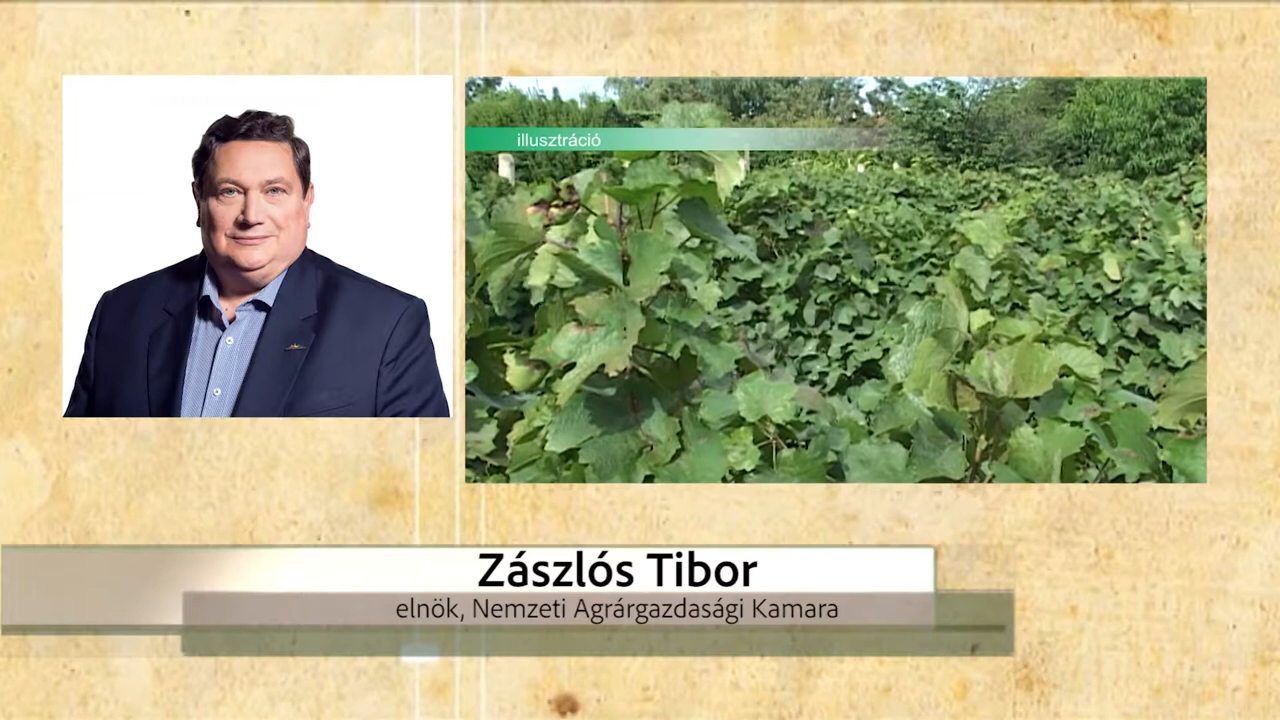 illusztráció
Zászlós Tibor
elnök, Nemzeti Agrárgazdasági Kamara